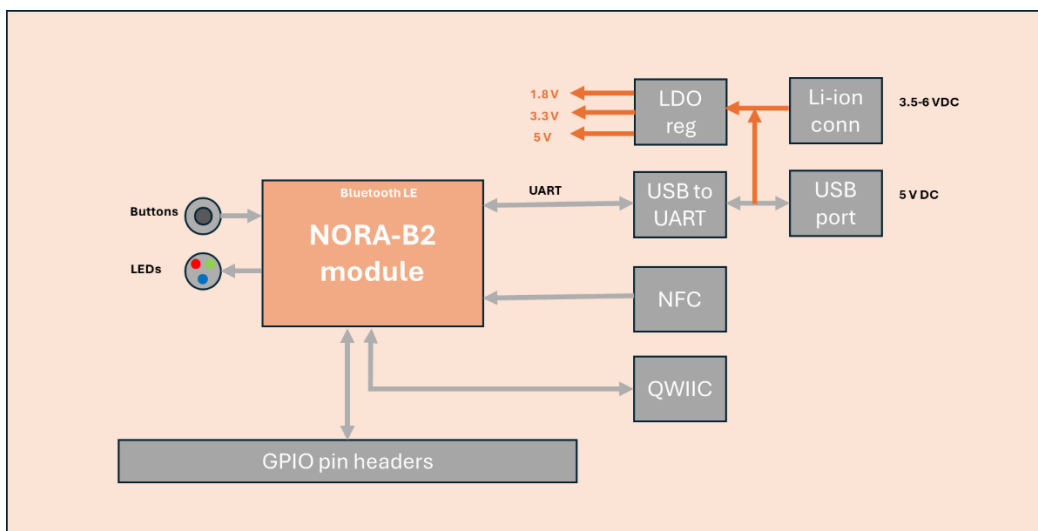 1.8 V
3.3 V
5 V
LDO
reg
Li-ion
conn
3.5-6 VDC
Bluetooth LE
NORA-B2
module
Buttons
LEDs
UART
USB to
UART
USB
port
5 V DC
NFC
QWIIC
GPIO pin headers